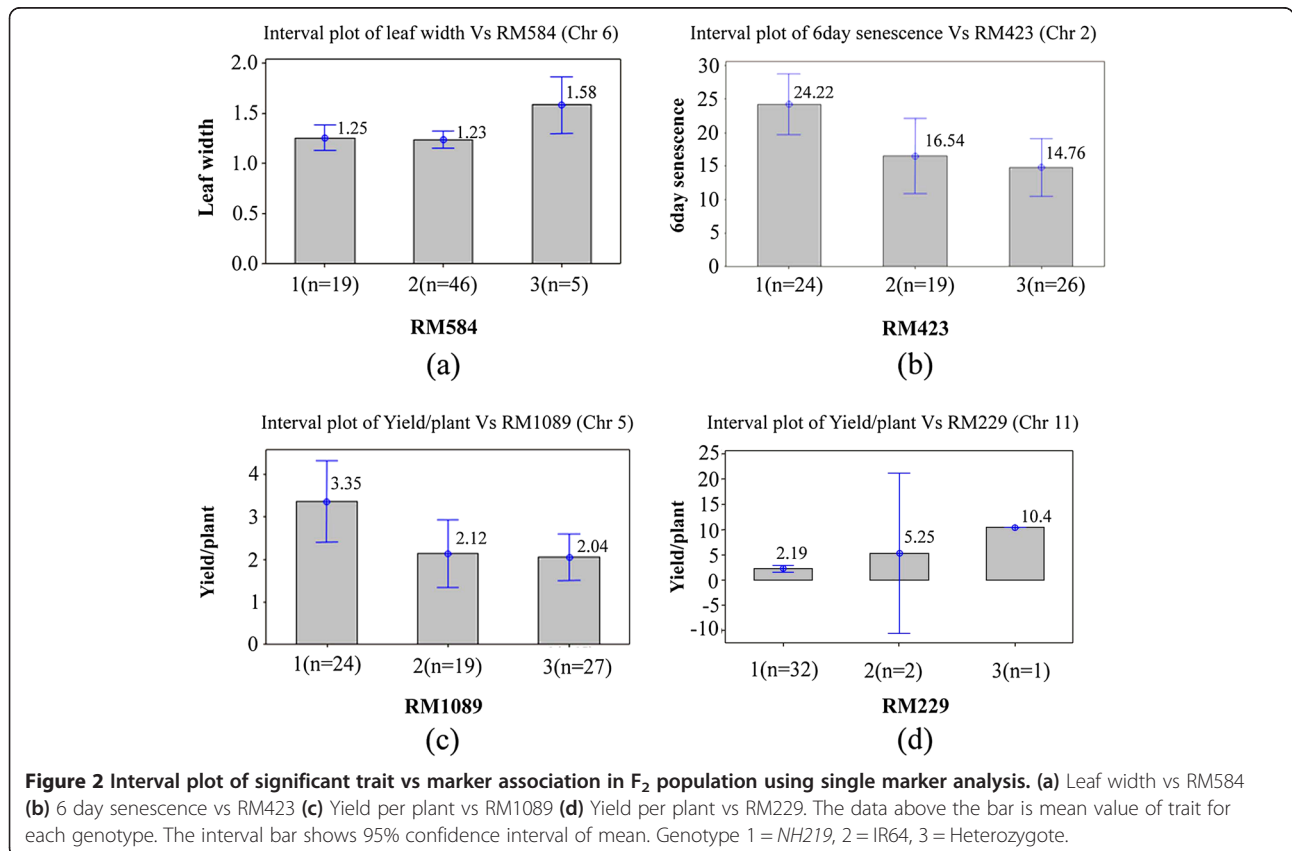 Interval plot of leaf width Vs RM584 (Chr 6)
Leaf width
2.0
1.5
1.0
0.5
0.0
1.25
1.23
1.58
1(n=19) 2(n=46) 3(n=5)
RM584
(a)
Interval plot of 6day senescence Vs RM423 (Chr 2)
6day senescence
30
25
20
15
10
5
0
24.22
16.54
14.76
1(n=24) 2(n=19) 3(n=26)
RM423
(b)
Interval plot of Yield/plant Vs RM1089 (Chr 5)
Yield/plant
4
3
2
1
0
3.35
2.12
2.04
1(n=24) 2(n=19) 3(n=27)
RM1089
(c)
Interval plot of Yield/plant Vs RM229 (Chr 11)
Yield/plant
25
20
15
10
5
0
-5
-10
2.19
5.25
10.4
1(n=32) 2(n=2) 3(n=1)
RM229
(d)
Figure 2 Interval plot of significant trait vs marker association in F₂ population using single marker analysis. (a) Leaf width vs RM584
(b) 6 day senescence vs RM423 (c) Yield per plant vs RM1089 (d) Yield per plant vs RM229. The data above the bar is mean value of trait for
each genotype. The interval bar shows 95% confidence interval of mean. Genotype 1 = NH219, 2 = IR64, 3 = Heterozygote.